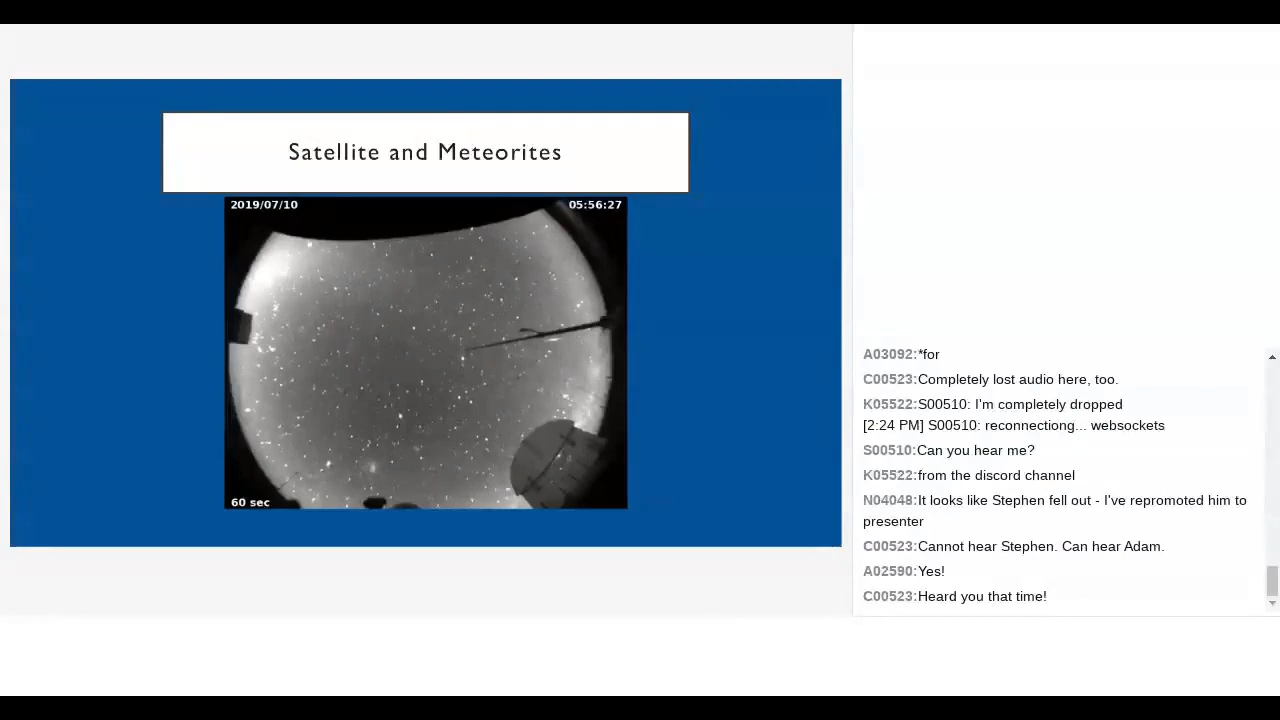 Satellite and Meteorites
2019/07/10 05:56:27
60 sec
A03092:*for
C00523:Completely lost audio here, too.
K05522:S00510: I'm completely dropped
[2:24 PM] S00510: reconnectiong... websockets
S00510:Can you hear me?
K05522:from the discord channel
N04048:It looks like Stephen fell out - I've repromoted him to
presenter
C00523:Cannot hear Stephen. Can hear Adam.
A02590:Yes!
C00523:Heard you that time!